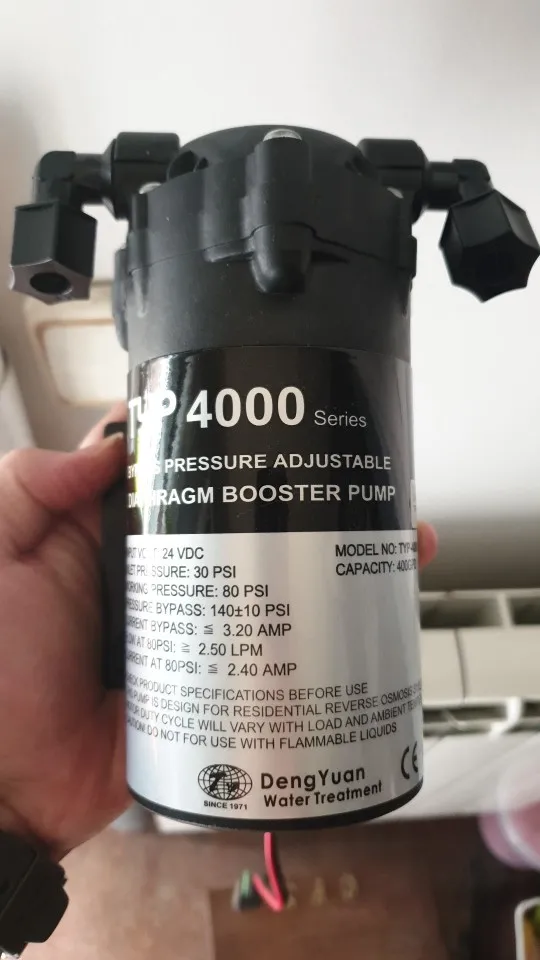 4000 Series
PRESSURE ADJUSTABLE
BOOSTER PUMP
24 VDC
PRESSURE: 30 PSI
PRESSURE: 80 PSI
BYPASS: 140±10 PSI
BYPASS: ≦ 3.20 AMP
AT 80PSI: ≧ 2.50 LPM
AT 80PSI: ≦ 2.40 AMP
MODEL NO:
CAPACITY:
PRODUCT SPECIFICATIONS BEFORE USE
PUMP IS DESIGN FOR RESIDENTIAL REVERSE OSMOSIS
DUTY CYCLE WILL VARY WITH LOAD AND AMBIENT
DO NOT FOR USE WITH FLAMMABLE LIQUIDS
SINCE 1971
DengYuan
Water Treatment
CE